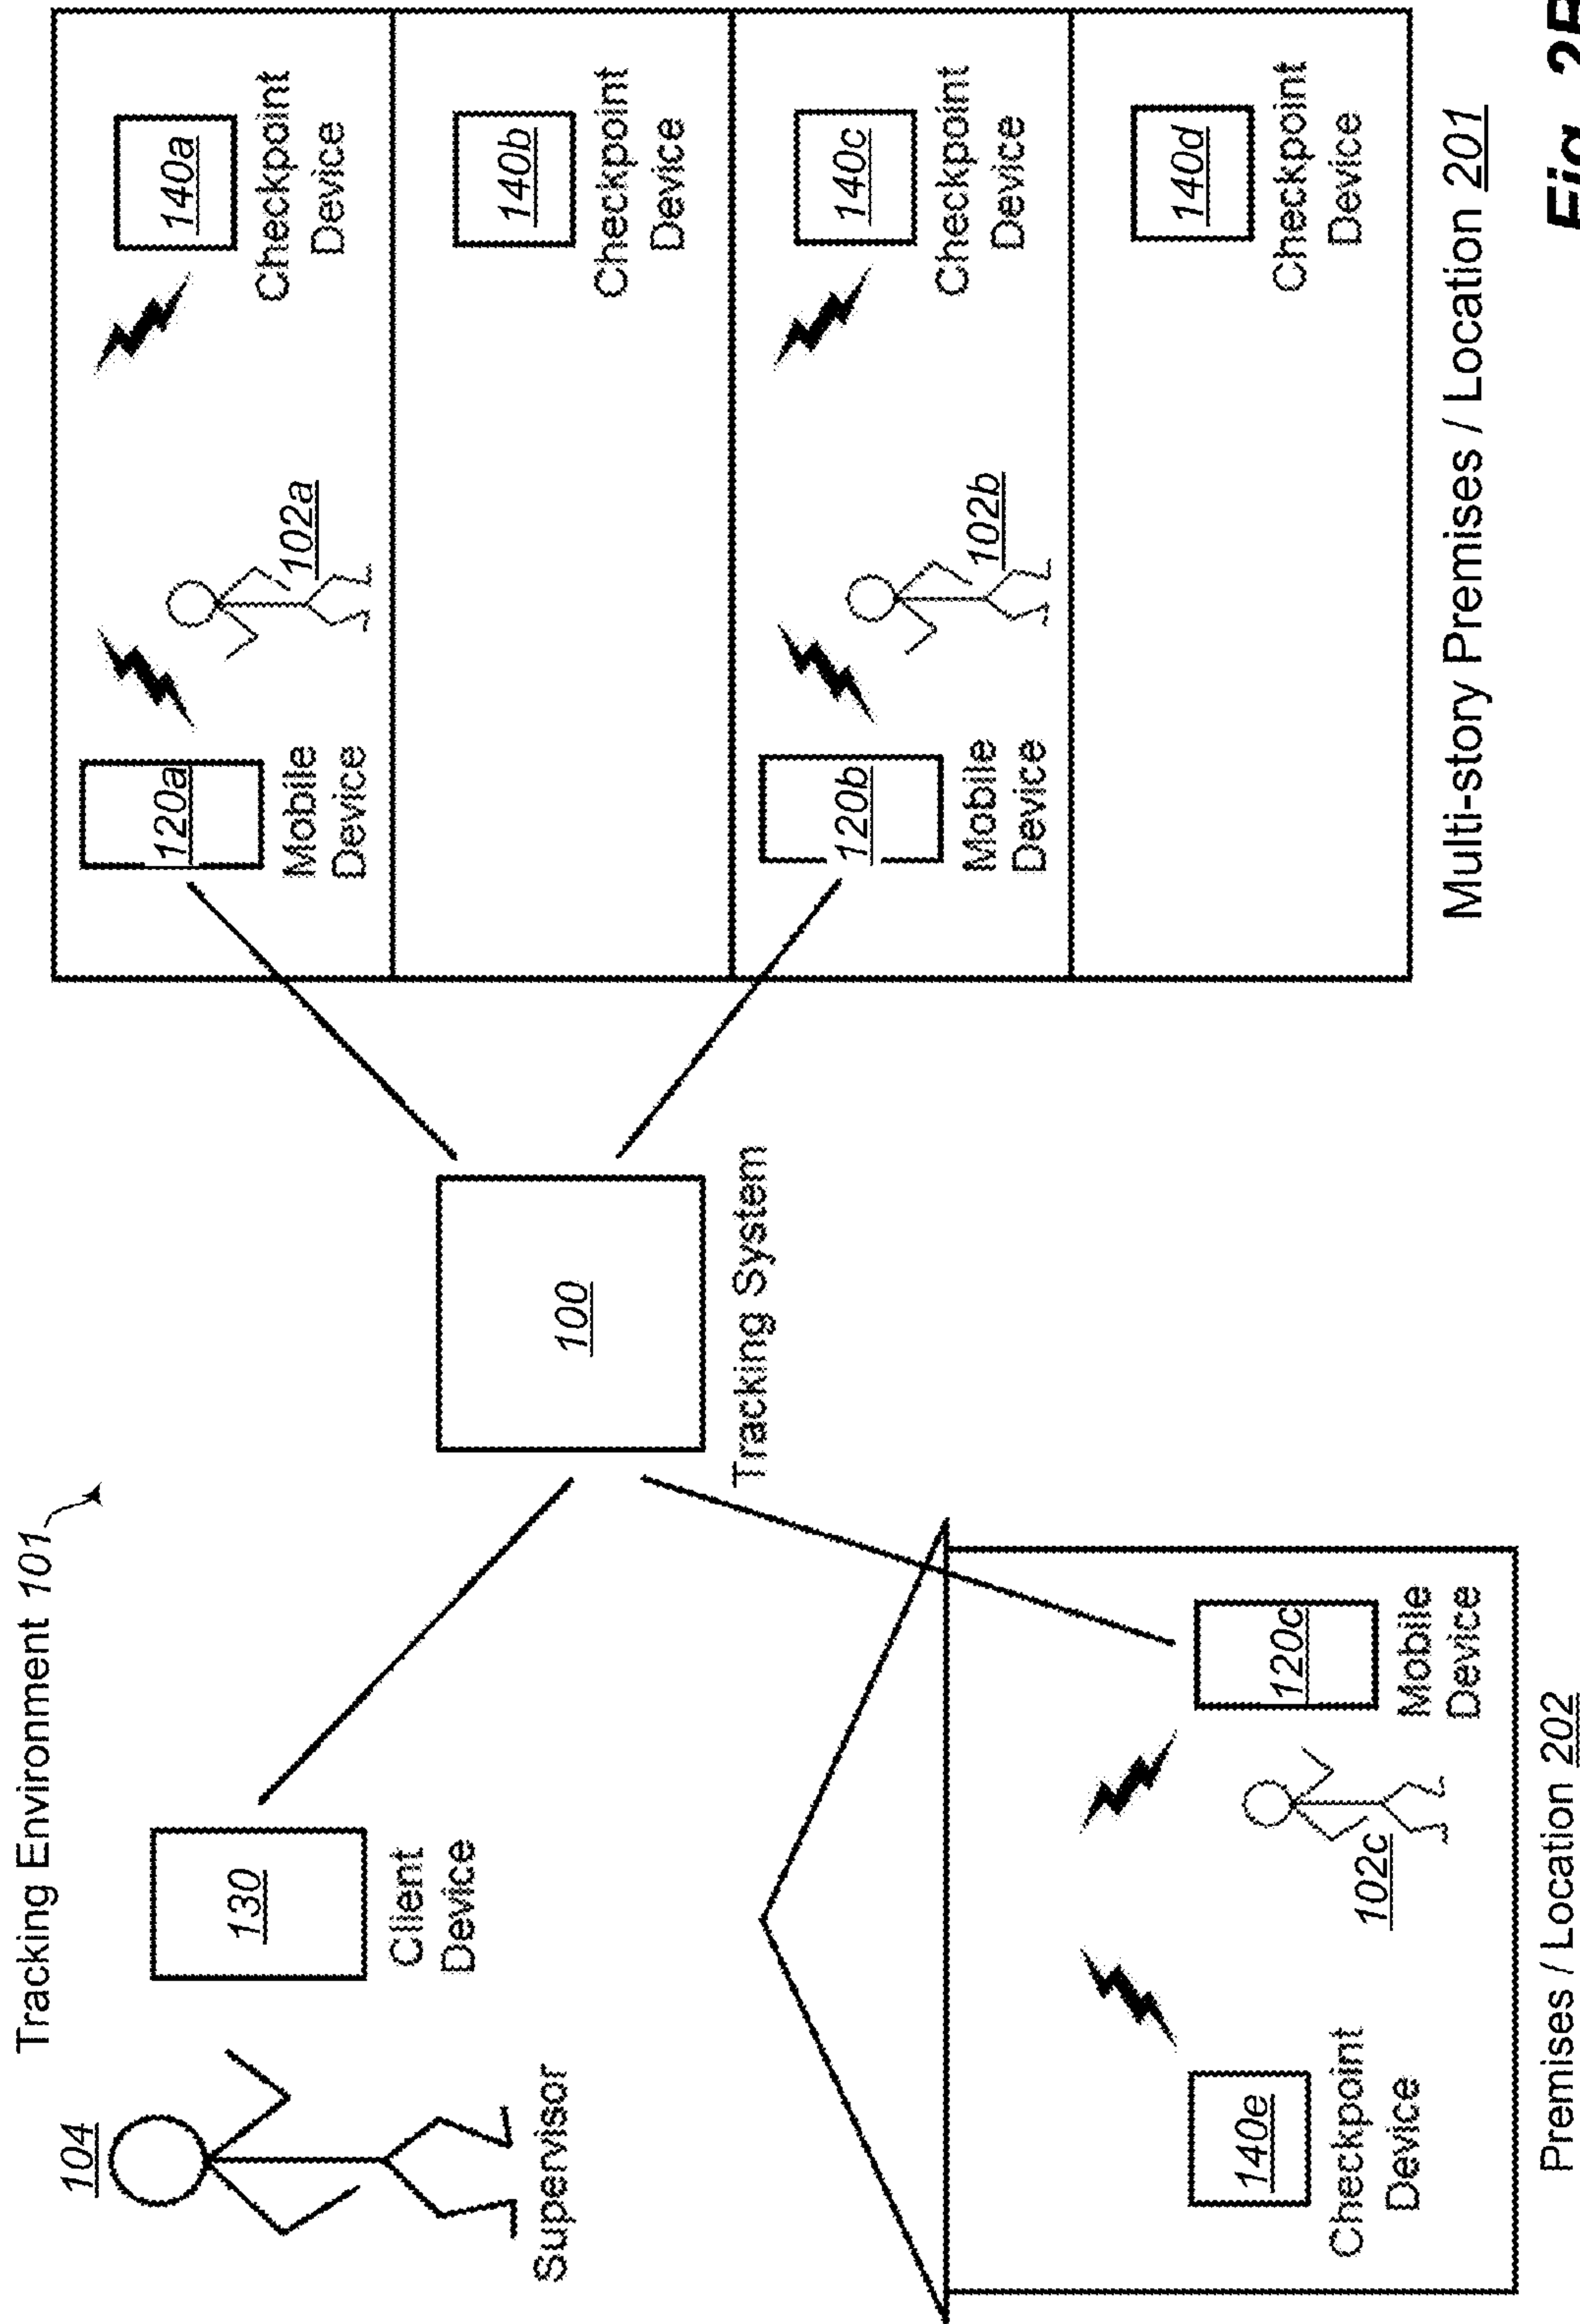 Tracking Environment 101
104
Supervisor
130
Client
Device
100
Tracking System
120a
Mobile
Device
102a
140a
Checkpoint
Device
140b
Checkpoint
Device
120b
Mobile
Device
102b
140c
Checkpoint
Device
140d
Checkpoint
Device
Multi-story Premises / Location 201
140e
Checkpoint
Device
102c
120c
Mobile
Device
Premises / Location 202
Fig. 2B